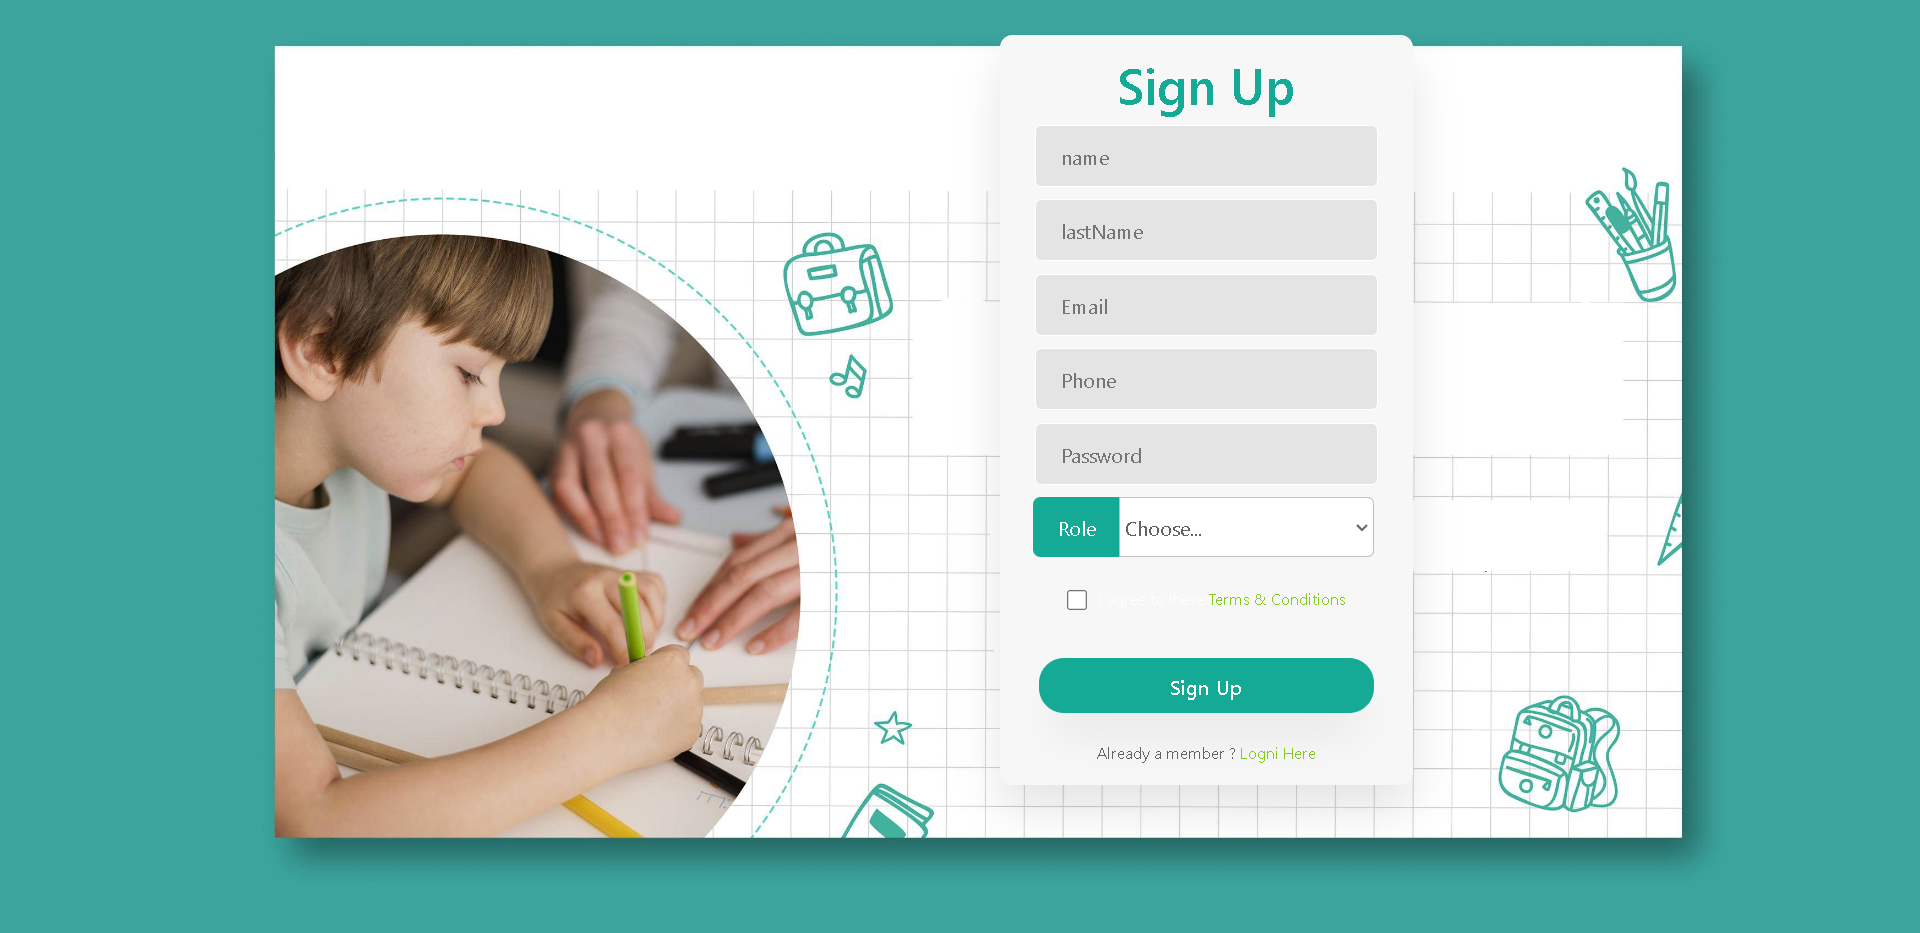 Sign Up
name
lastName
Email
Phone
Password
Role Choose...
I agree to these Terms & Conditions
Sign Up
Already a member ? Logni Here